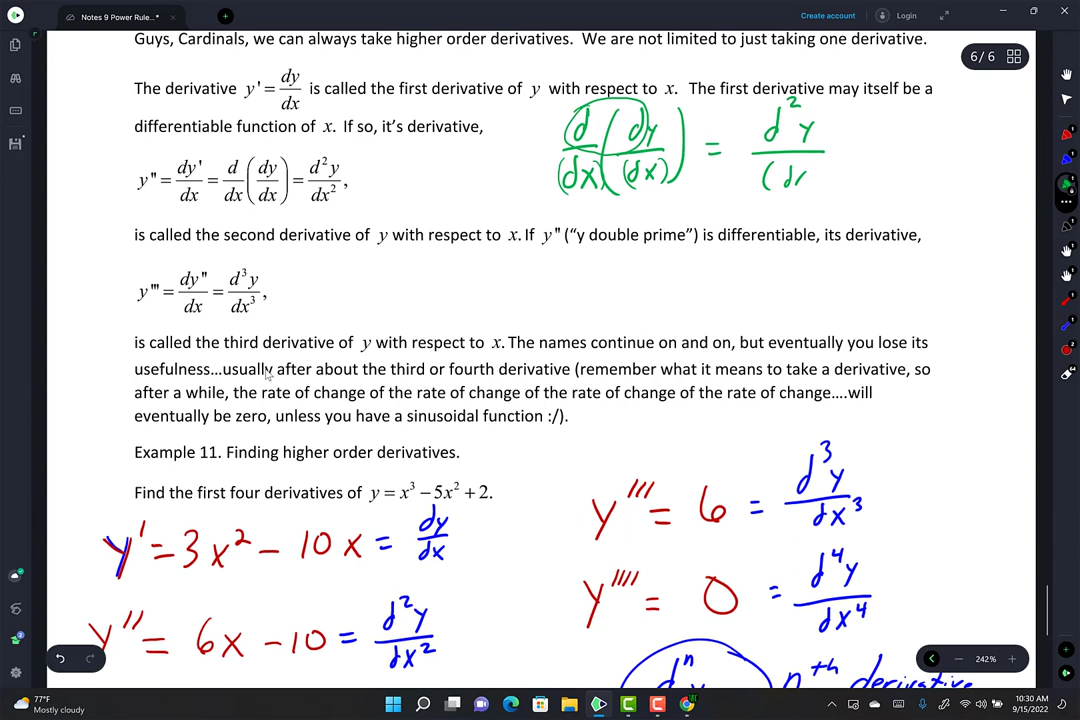 Notes 9 Power Rule...* × +
Create account Login
6/6
Guys, Cardinals, we can always take higher order derivatives. We are not limited to just taking one derivative.
The derivative y' = dy/dx is called the first derivative of y with respect to x. The first derivative may itself be a
differentiable function of x. If so, it's derivative,
d/(dx) (dy/(dx)) = d²y/(dx
y'' = dy'/dx = d/dx (dy/dx) = d²y/dx²,
is called the second derivative of y with respect to x. If y'' ("y double prime") is differentiable, its derivative,
y''' = dy''/dx = d³y/dx³,
is called the third derivative of y with respect to x. The names continue on and on, but eventually you lose its
usefulness...usually after about the third or fourth derivative (remember what it means to take a derivative, so
after a while, the rate of change of the rate of change of the rate of change of the rate of change....will
eventually be zero, unless you have a sinusoidal function :/).
Example 11. Finding higher order derivatives.
Find the first four derivatives of y = x³ − 5x² + 2.
y' = 3x² − 10x = dy/dx
y'' = 6x − 10 = d²y/dx²
y''' = 6 = d³y/dx³
y'''' = 0 = d⁴y/dx⁴
dⁿ nth derivative
242%
77°F
Mostly cloudy
10:30 AM
9/15/2022